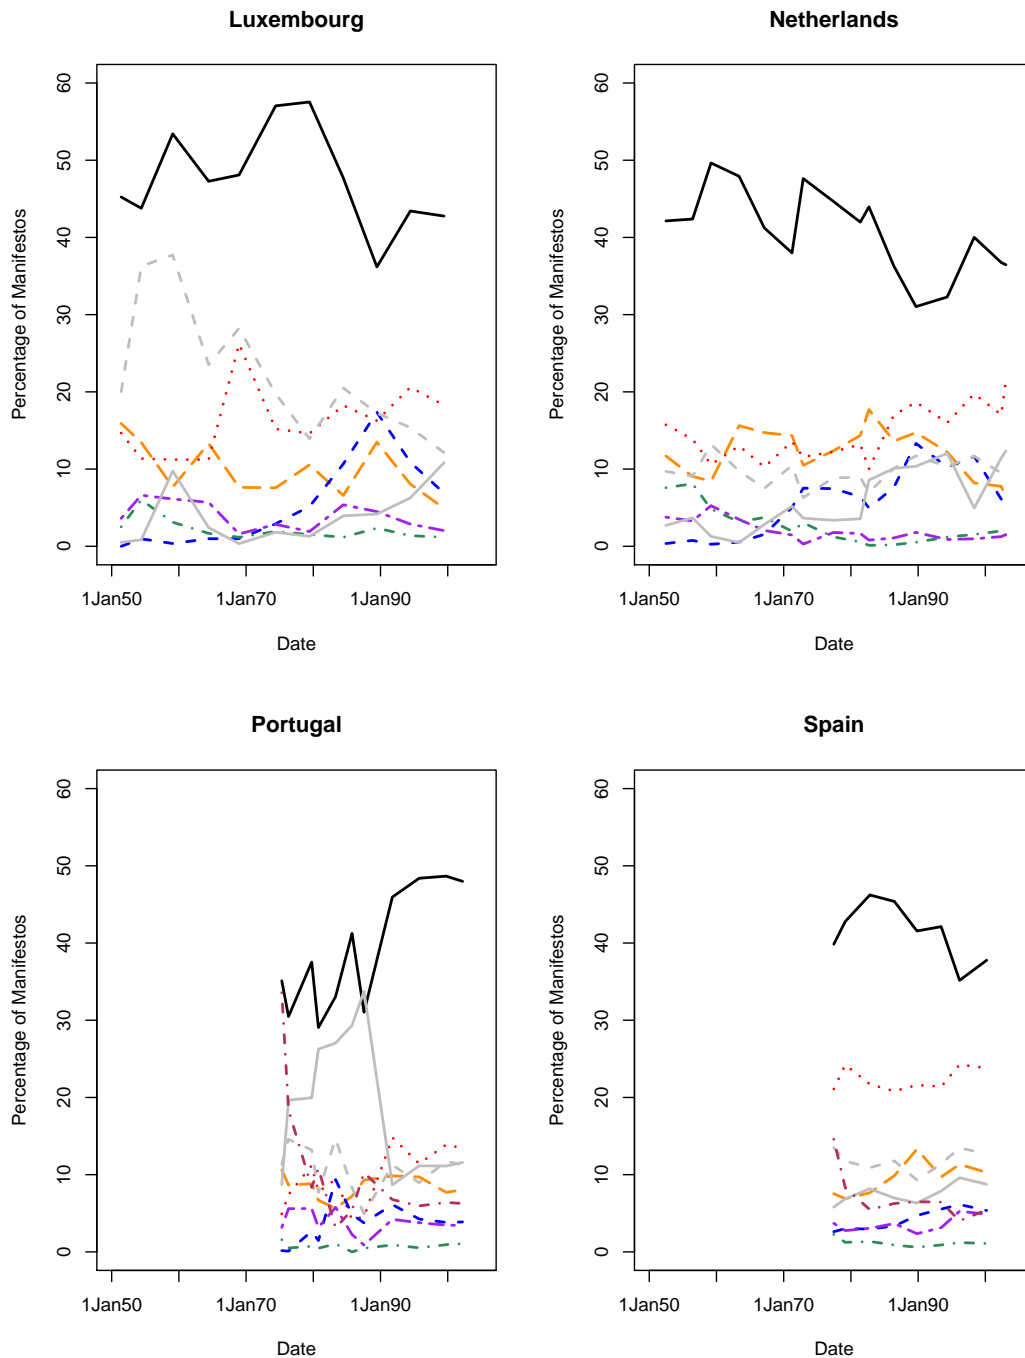 Luxembourg
Netherlands
Percentage of Manifestos
0 10 20 30 40 50 60
1Jan50 1Jan70 1Jan90
Date
Percentage of Manifestos
0 10 20 30 40 50 60
1Jan50 1Jan70 1Jan90
Date
Portugal
Spain
Percentage of Manifestos
0 10 20 30 40 50 60
1Jan50 1Jan70 1Jan90
Date
Percentage of Manifestos
0 10 20 30 40 50 60
1Jan50 1Jan70 1Jan90
Date